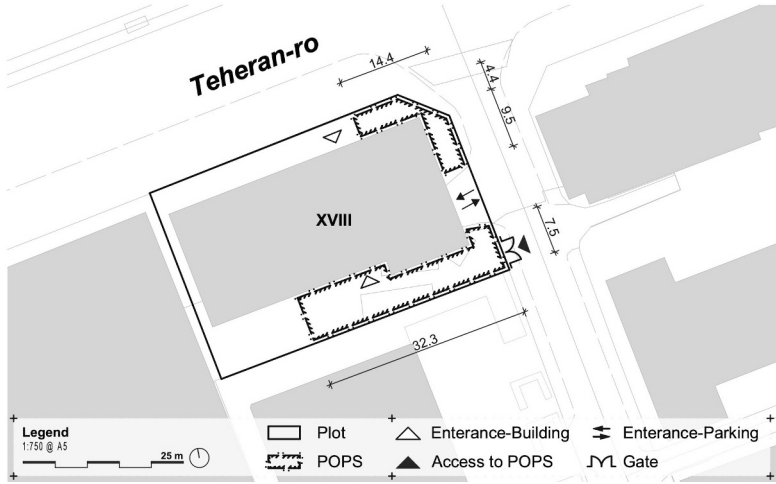 Teheran-ro
14.4
4.4
9.5
XVIII
7.5
32.3
Legend
1:750 @ A5
25 m
Plot
POPS
Enterance-Building
Access to POPS
Enterance-Parking
Gate